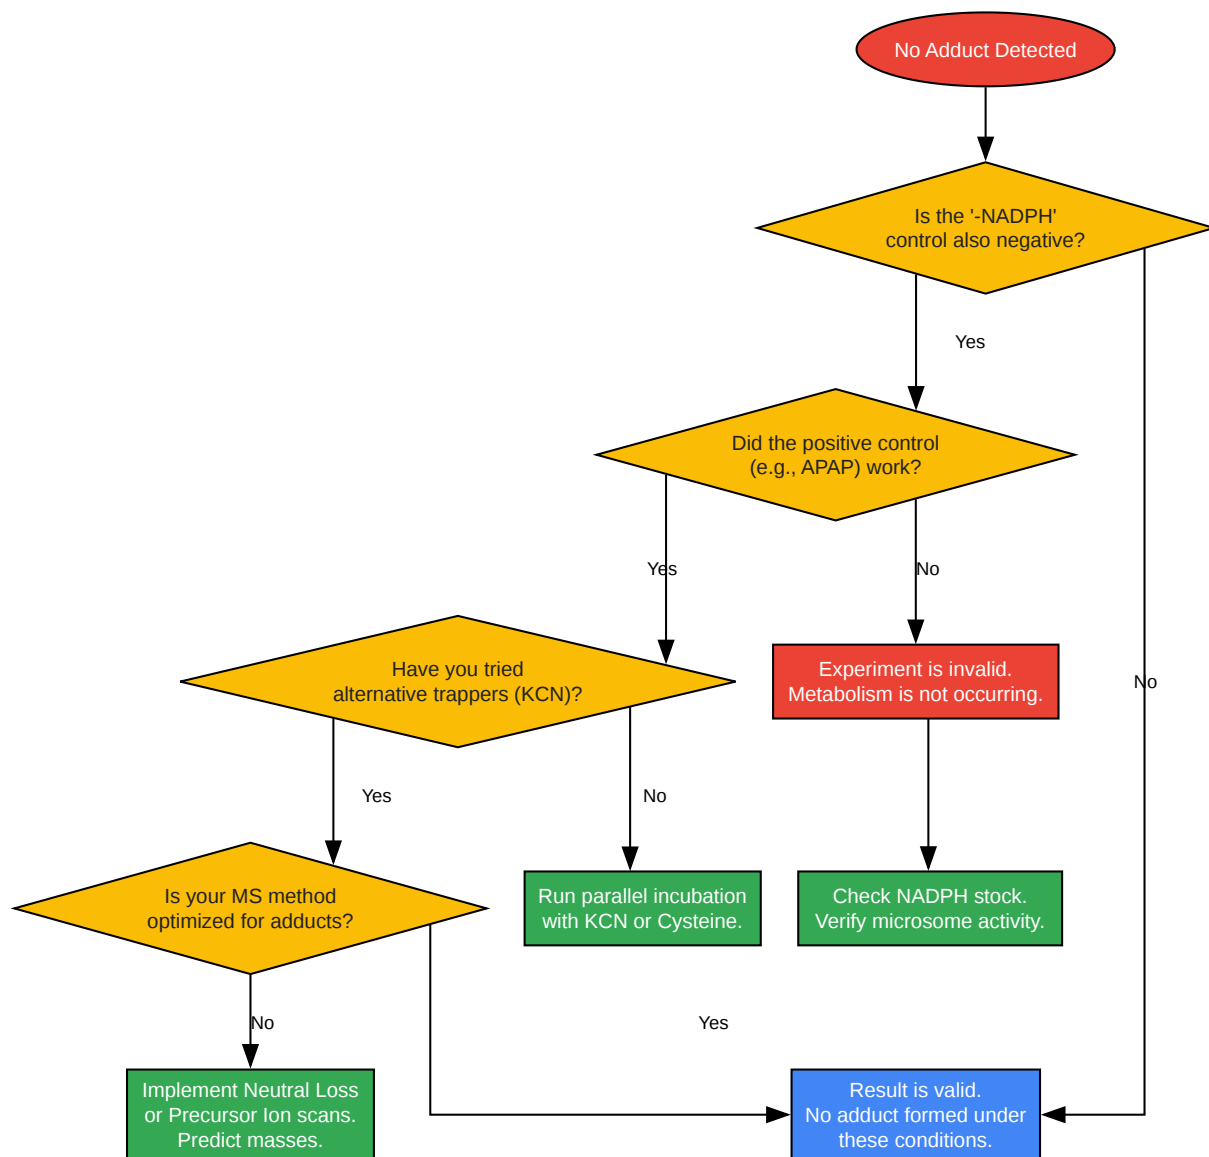 No Adduct Detected
Is the '-NADPH'
control also negative?
Yes
Did the positive control
(e.g., APAP) work?
Yes
No
Have you tried
alternative trappers (KCN)?
Experiment is invalid.
Metabolism is not occurring.
No
Yes
No
Is your MS method
optimized for adducts?
Run parallel incubation
with KCN or Cysteine.
Check NADPH stock.
Verify microsome activity.
No
Yes
Implement Neutral Loss
or Precursor Ion scans.
Predict masses.
Result is valid.
No adduct formed under
these conditions.